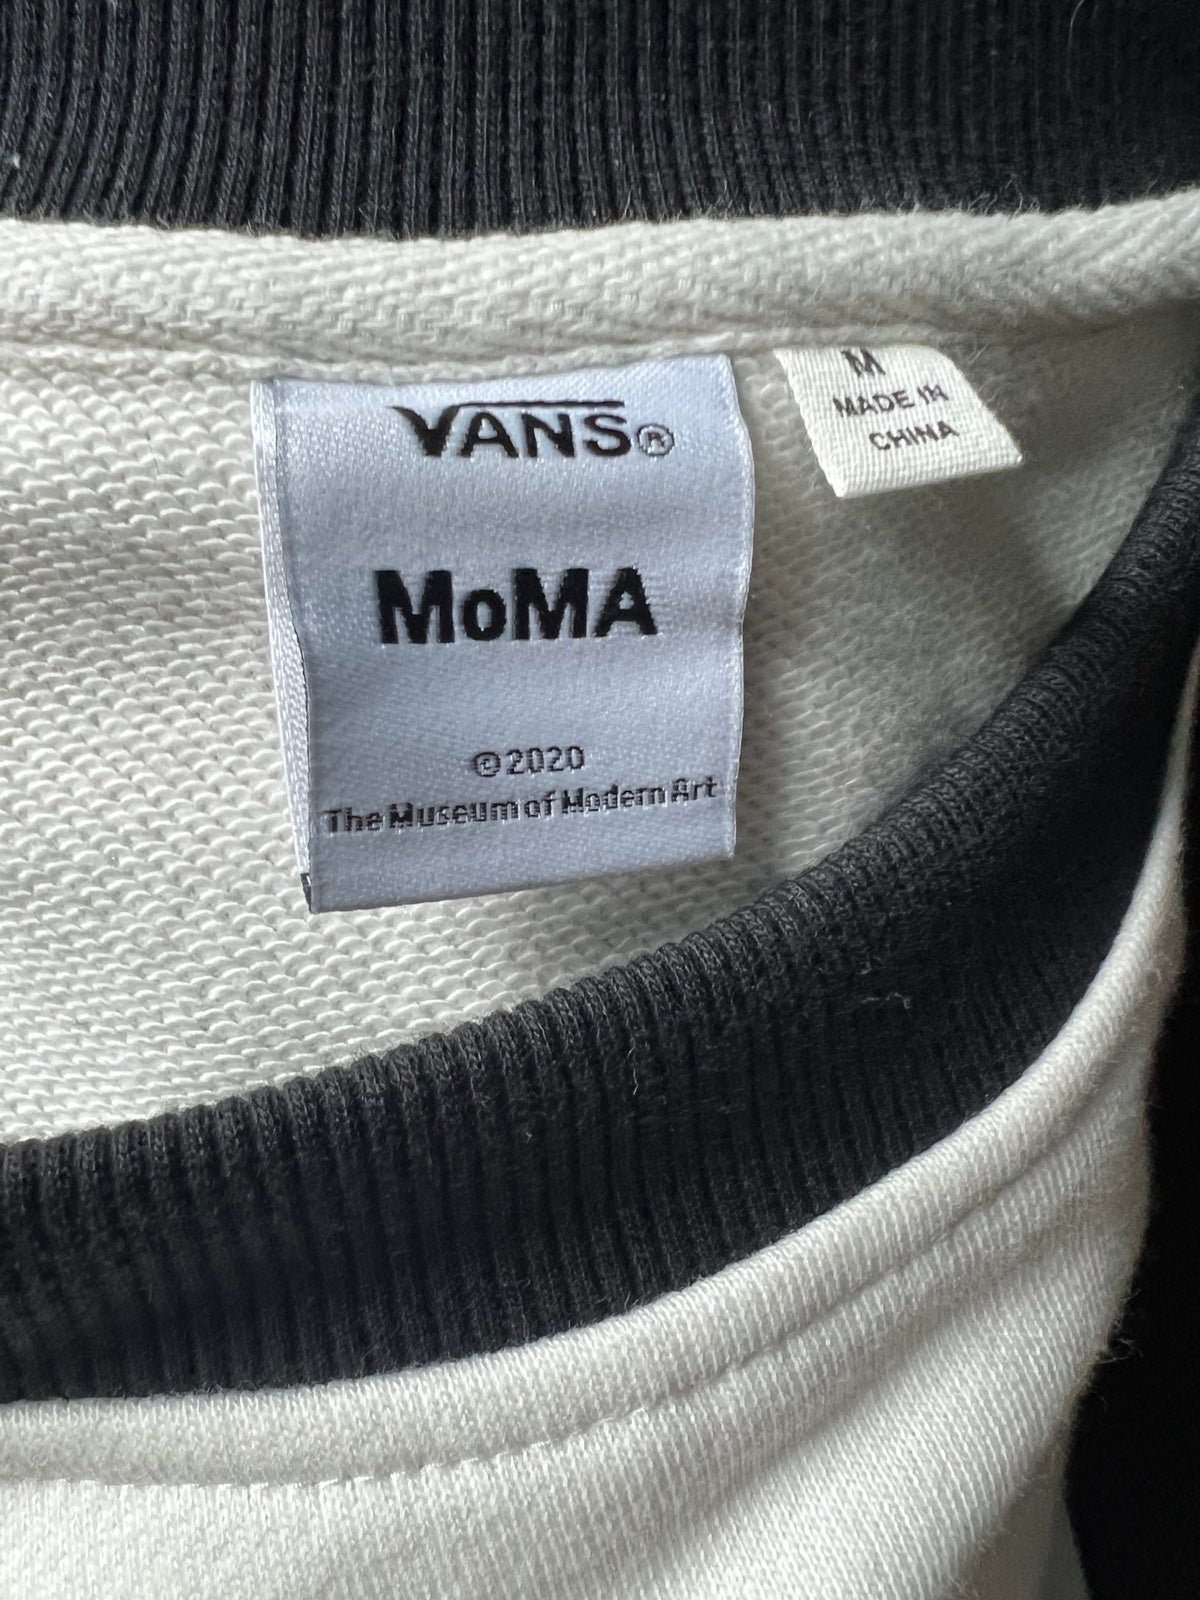 VANS®
MoMA
©2020
The Museum of Modern Art
M
MADE IN
CHINA